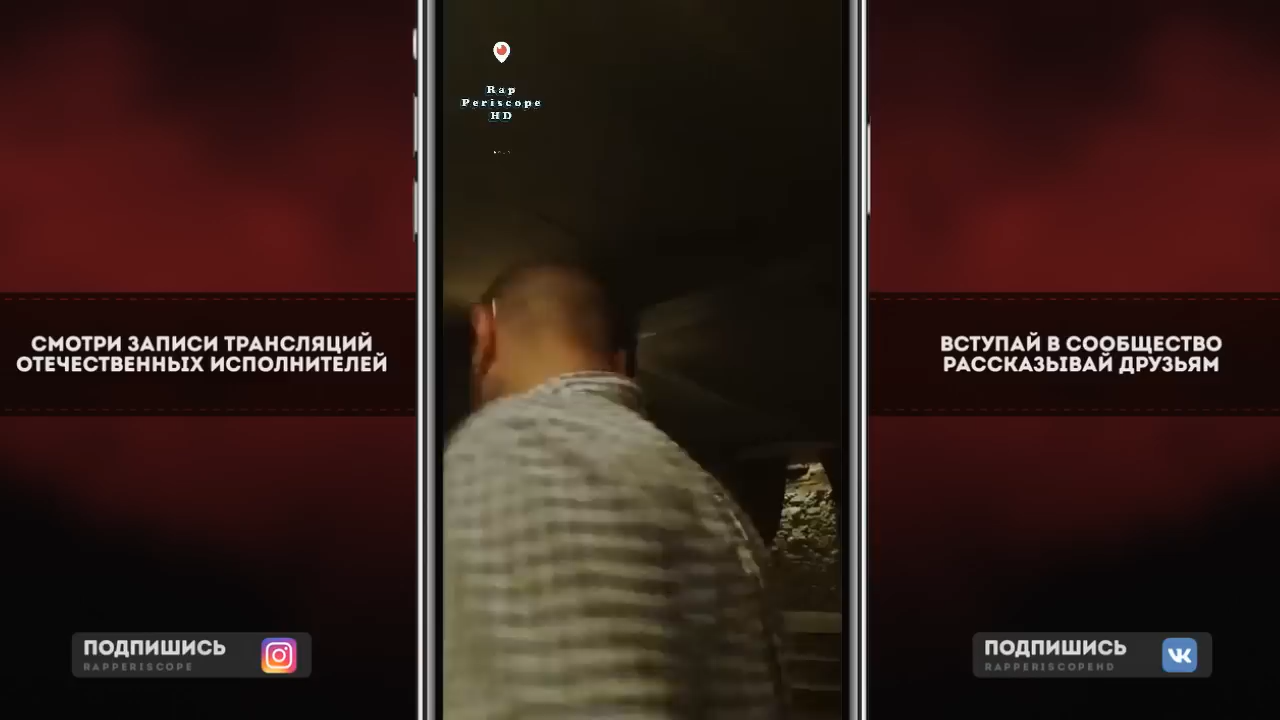 Rap
Periscope
HD
СМОТРИ ЗАПИСИ ТРАНСЛЯЦИЙ
ОТЕЧЕСТВЕННЫХ ИСПОЛНИТЕЛЕЙ
ВСТУПАЙ В СООБЩЕСТВО
РАССКАЗЫВАЙ ДРУЗЬЯМ
ПОДПИШИСЬ
RAPPERISCOPE
ПОДПИШИСЬ
RAPPERISCOPEHD